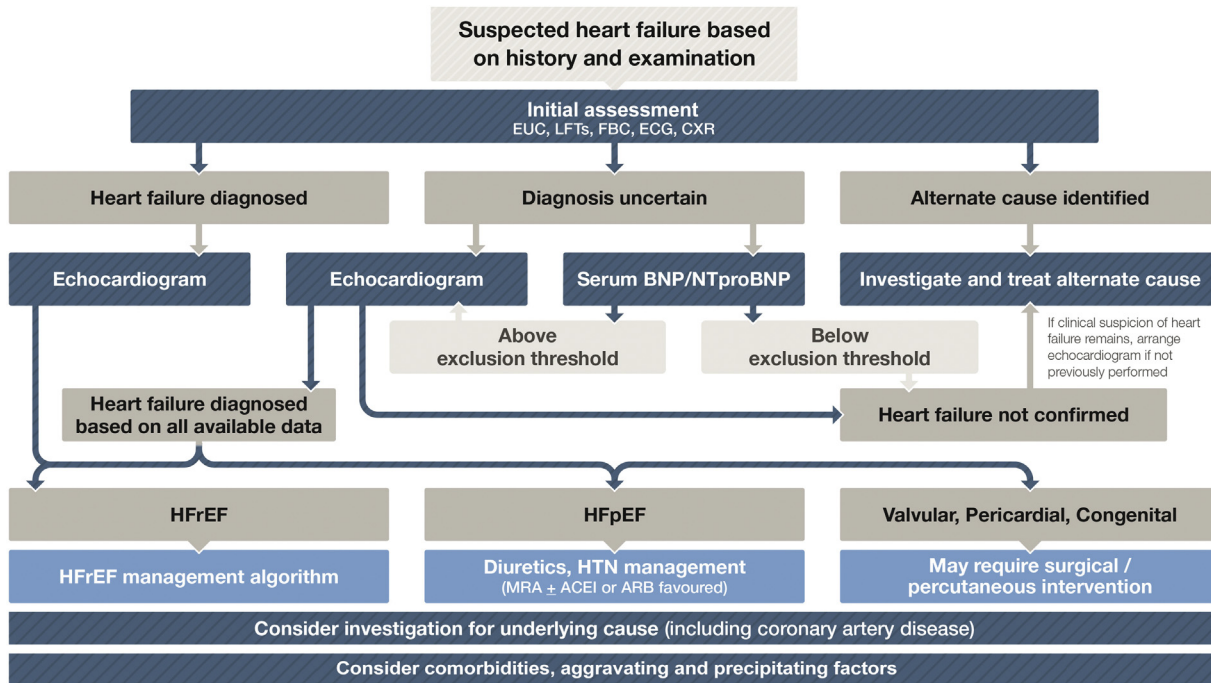 Suspected heart failure based
on history and examination
Initial assessment
EUC, LFTs, FBC, ECG, CXR
Heart failure diagnosed
Diagnosis uncertain
Alternate cause identified
Echocardiogram
Echocardiogram
Serum BNP/NTproBNP
Investigate and treat alternate cause
Above
exclusion threshold
Below
exclusion threshold
If clinical suspicion of heart
failure remains, arrange
echocardiogram if not
previously performed
Heart failure diagnosed
based on all available data
Heart failure not confirmed
HFrEF
HFpEF
Valvular, Pericardial, Congenital
HFrEF management algorithm
Diuretics, HTN management
(MRA ± ACEI or ARB favoured)
May require surgical /
percutaneous intervention
Consider investigation for underlying cause (including coronary artery disease)
Consider comorbidities, aggravating and precipitating factors